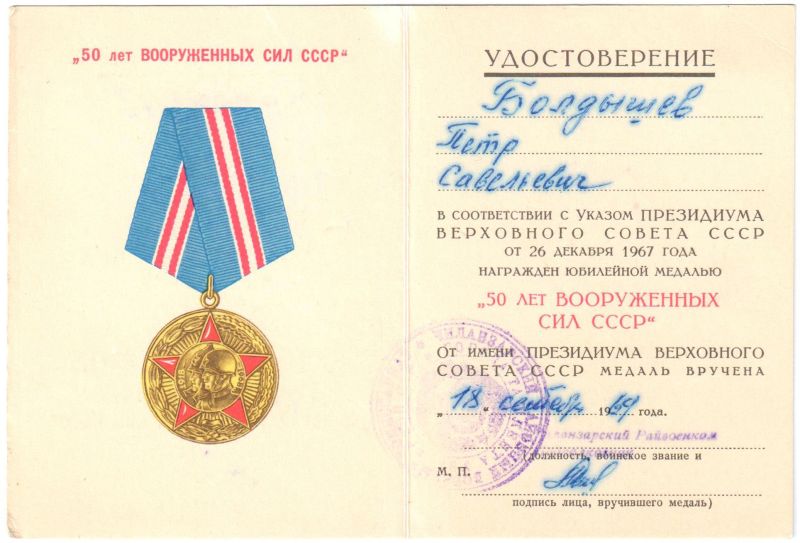 „50 лет ВООРУЖЕННЫХ СИЛ СССР“
УДОСТОВЕРЕНИЕ
Болдышев
Петр
Савельевич
В СООТВЕТСТВИИ С УКАЗОМ ПРЕЗИДИУМА
ВЕРХОВНОГО СОВЕТА СССР
ОТ 26 ДЕКАБРЯ 1967 ГОДА
НАГРАЖДЕН ЮБИЛЕЙНОЙ МЕДАЛЬЮ
„50 ЛЕТ ВООРУЖЕННЫХ
СИЛ СССР“
ОТ ИМЕНИ ПРЕЗИДИУМА ВЕРХОВНОГО
СОВЕТА СССР МЕДАЛЬ ВРУЧЕНА
„18“ сентябр 1969 года.
Райвоенком
(должность, воинское звание и
М. П.
подпись лица, вручившего медаль)